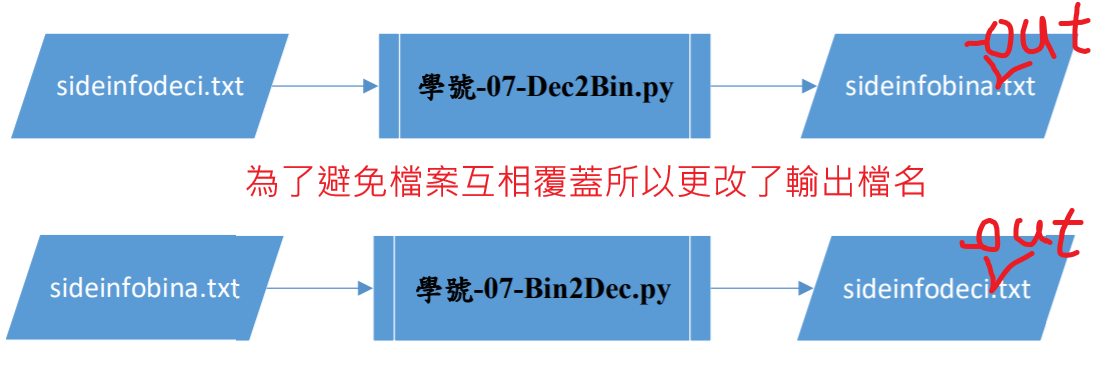 -out
sideinfodeci.txt
學號-07-Dec2Bin.py
sideinfobina.txt
為了避免檔案互相覆蓋所以更改了輸出檔名
-out
sideinfobina.txt
學號-07-Bin2Dec.py
sideinfodeci.txt